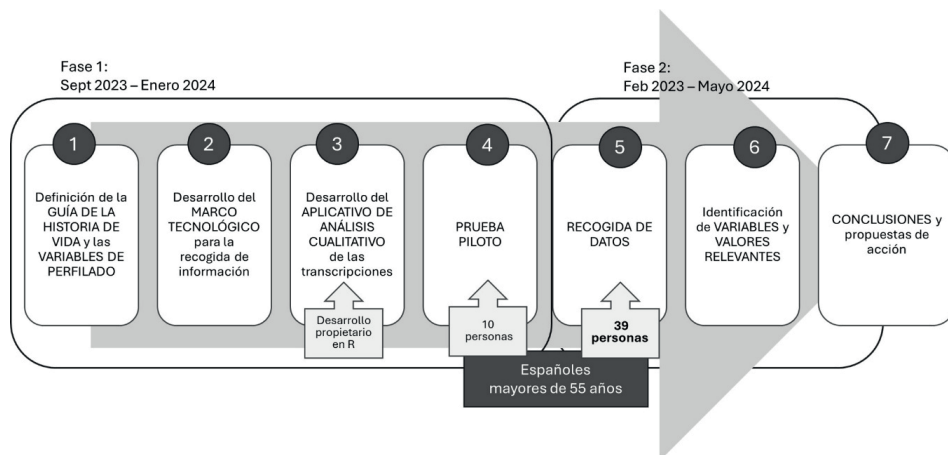 Fase 1:
Sept 2023 – Enero 2024
Fase 2:
Feb 2023 – Mayo 2024
1
Definición de la
GUÍA DE LA
HISTORIA DE
VIDA y las
VARIABLES DE
PERFILADO
2
Desarrollo del
MARCO
TECNOLÓGICO
para la
recogida de
información
3
Desarrollo del
APLICATIVO DE
ANÁLISIS
CUALITATIVO
de las
transcripciones
Desarrollo
propietario
en R
4
PRUEBA
PILOTO
10
personas
5
RECOGIDA DE
DATOS
39
personas
Españoles
mayores de 55 años
6
Identificación de
VARIABLES y
VALORES
RELEVANTES
7
CONCLUSIONES y
propuestas de
acción